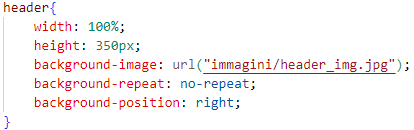 header{
    width: 100%;
    height: 350px;
    background-image: url("immagini/header_img.jpg");
    background-repeat: no-repeat;
    background-position: right;
}